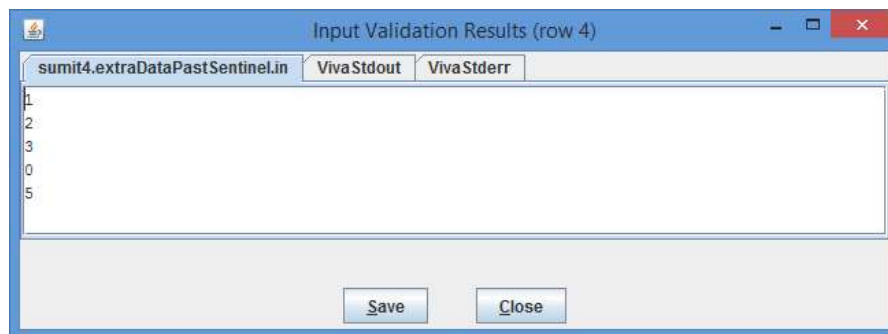 Input Validation Results (row 4)
sumit4.extraDataPastSentinel.in VivaStdout VivaStderr
1
2
3
0
5
Save Close